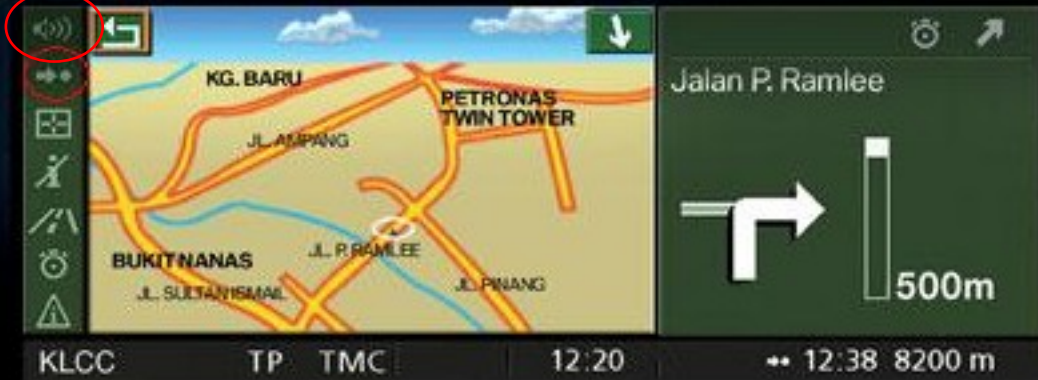 KG. BARU
PETRONAS
TWIN TOWER
JL. AMPANG
BUKIT NANAS
JL. P. RAMLEE
JL. SULTAN ISMAIL
JL. PINANG
Jalan P. Ramlee
500m
KLCC TP TMC 12:20 12:38 8200 m